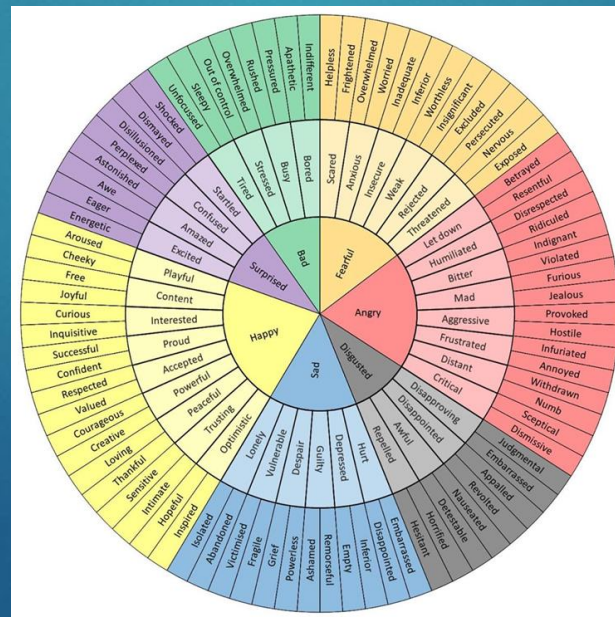 Bad
Fearful
Angry
Disgusted
Sad
Happy
Surprised
Tired
Stressed
Busy
Bored
Scared
Anxious
Insecure
Weak
Rejected
Threatened
Let down
Humiliated
Bitter
Mad
Aggressive
Frustrated
Distant
Critical
Disapproving
Disappointed
Awful
Repelled
Hurt
Depressed
Guilty
Despair
Vulnerable
Lonely
Optimistic
Trusting
Peaceful
Powerful
Accepted
Proud
Interested
Content
Playful
Excited
Amazed
Confused
Startled
Unfocussed
Sleepy
Out of control
Overwhelmed
Rushed
Pressured
Apathetic
Indifferent
Helpless
Frightened
Overwhelmed
Worried
Inadequate
Inferior
Worthless
Insignificant
Excluded
Persecuted
Nervous
Exposed
Betrayed
Resentful
Disrespected
Ridiculed
Indignant
Violated
Furious
Jealous
Provoked
Hostile
Infuriated
Annoyed
Withdrawn
Numb
Sceptical
Dismissive
Judgmental
Embarrassed
Appalled
Revolted
Nauseated
Detestable
Horrified
Hesitant
Embarrassed
Disappointed
Inferior
Empty
Remorseful
Ashamed
Powerless
Grief
Fragile
Victimised
Abandoned
Isolated
Inspired
Hopeful
Intimate
Sensitive
Thankful
Loving
Creative
Courageous
Valued
Respected
Confident
Successful
Inquisitive
Curious
Joyful
Free
Cheeky
Aroused
Energetic
Eager
Awe
Astonished
Perplexed
Disillusioned
Dismayed
Shocked